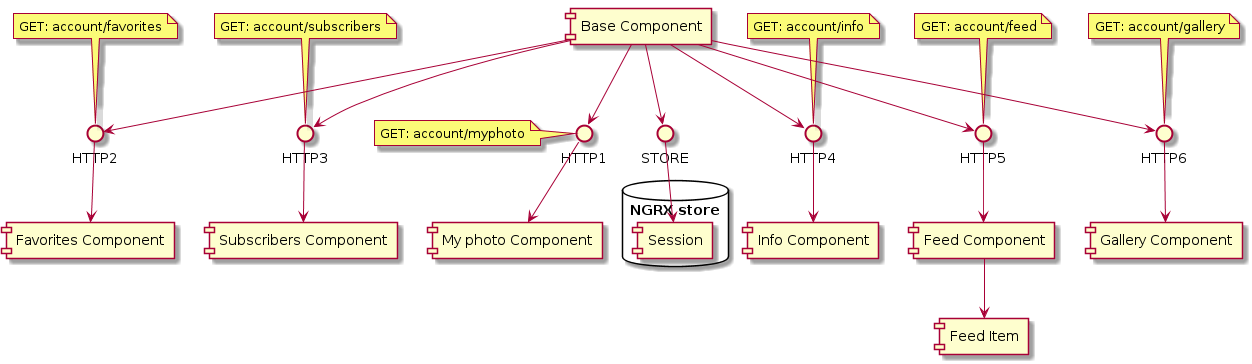 GET: account/favorites
GET: account/subscribers
Base Component
GET: account/info
GET: account/feed
GET: account/gallery
GET: account/myphoto
HTTP2
HTTP3
HTTP1
STORE
HTTP4
HTTP5
HTTP6
NGRX store
Favorites Component
Subscribers Component
My photo Component
Session
Info Component
Feed Component
Gallery Component
Feed Item